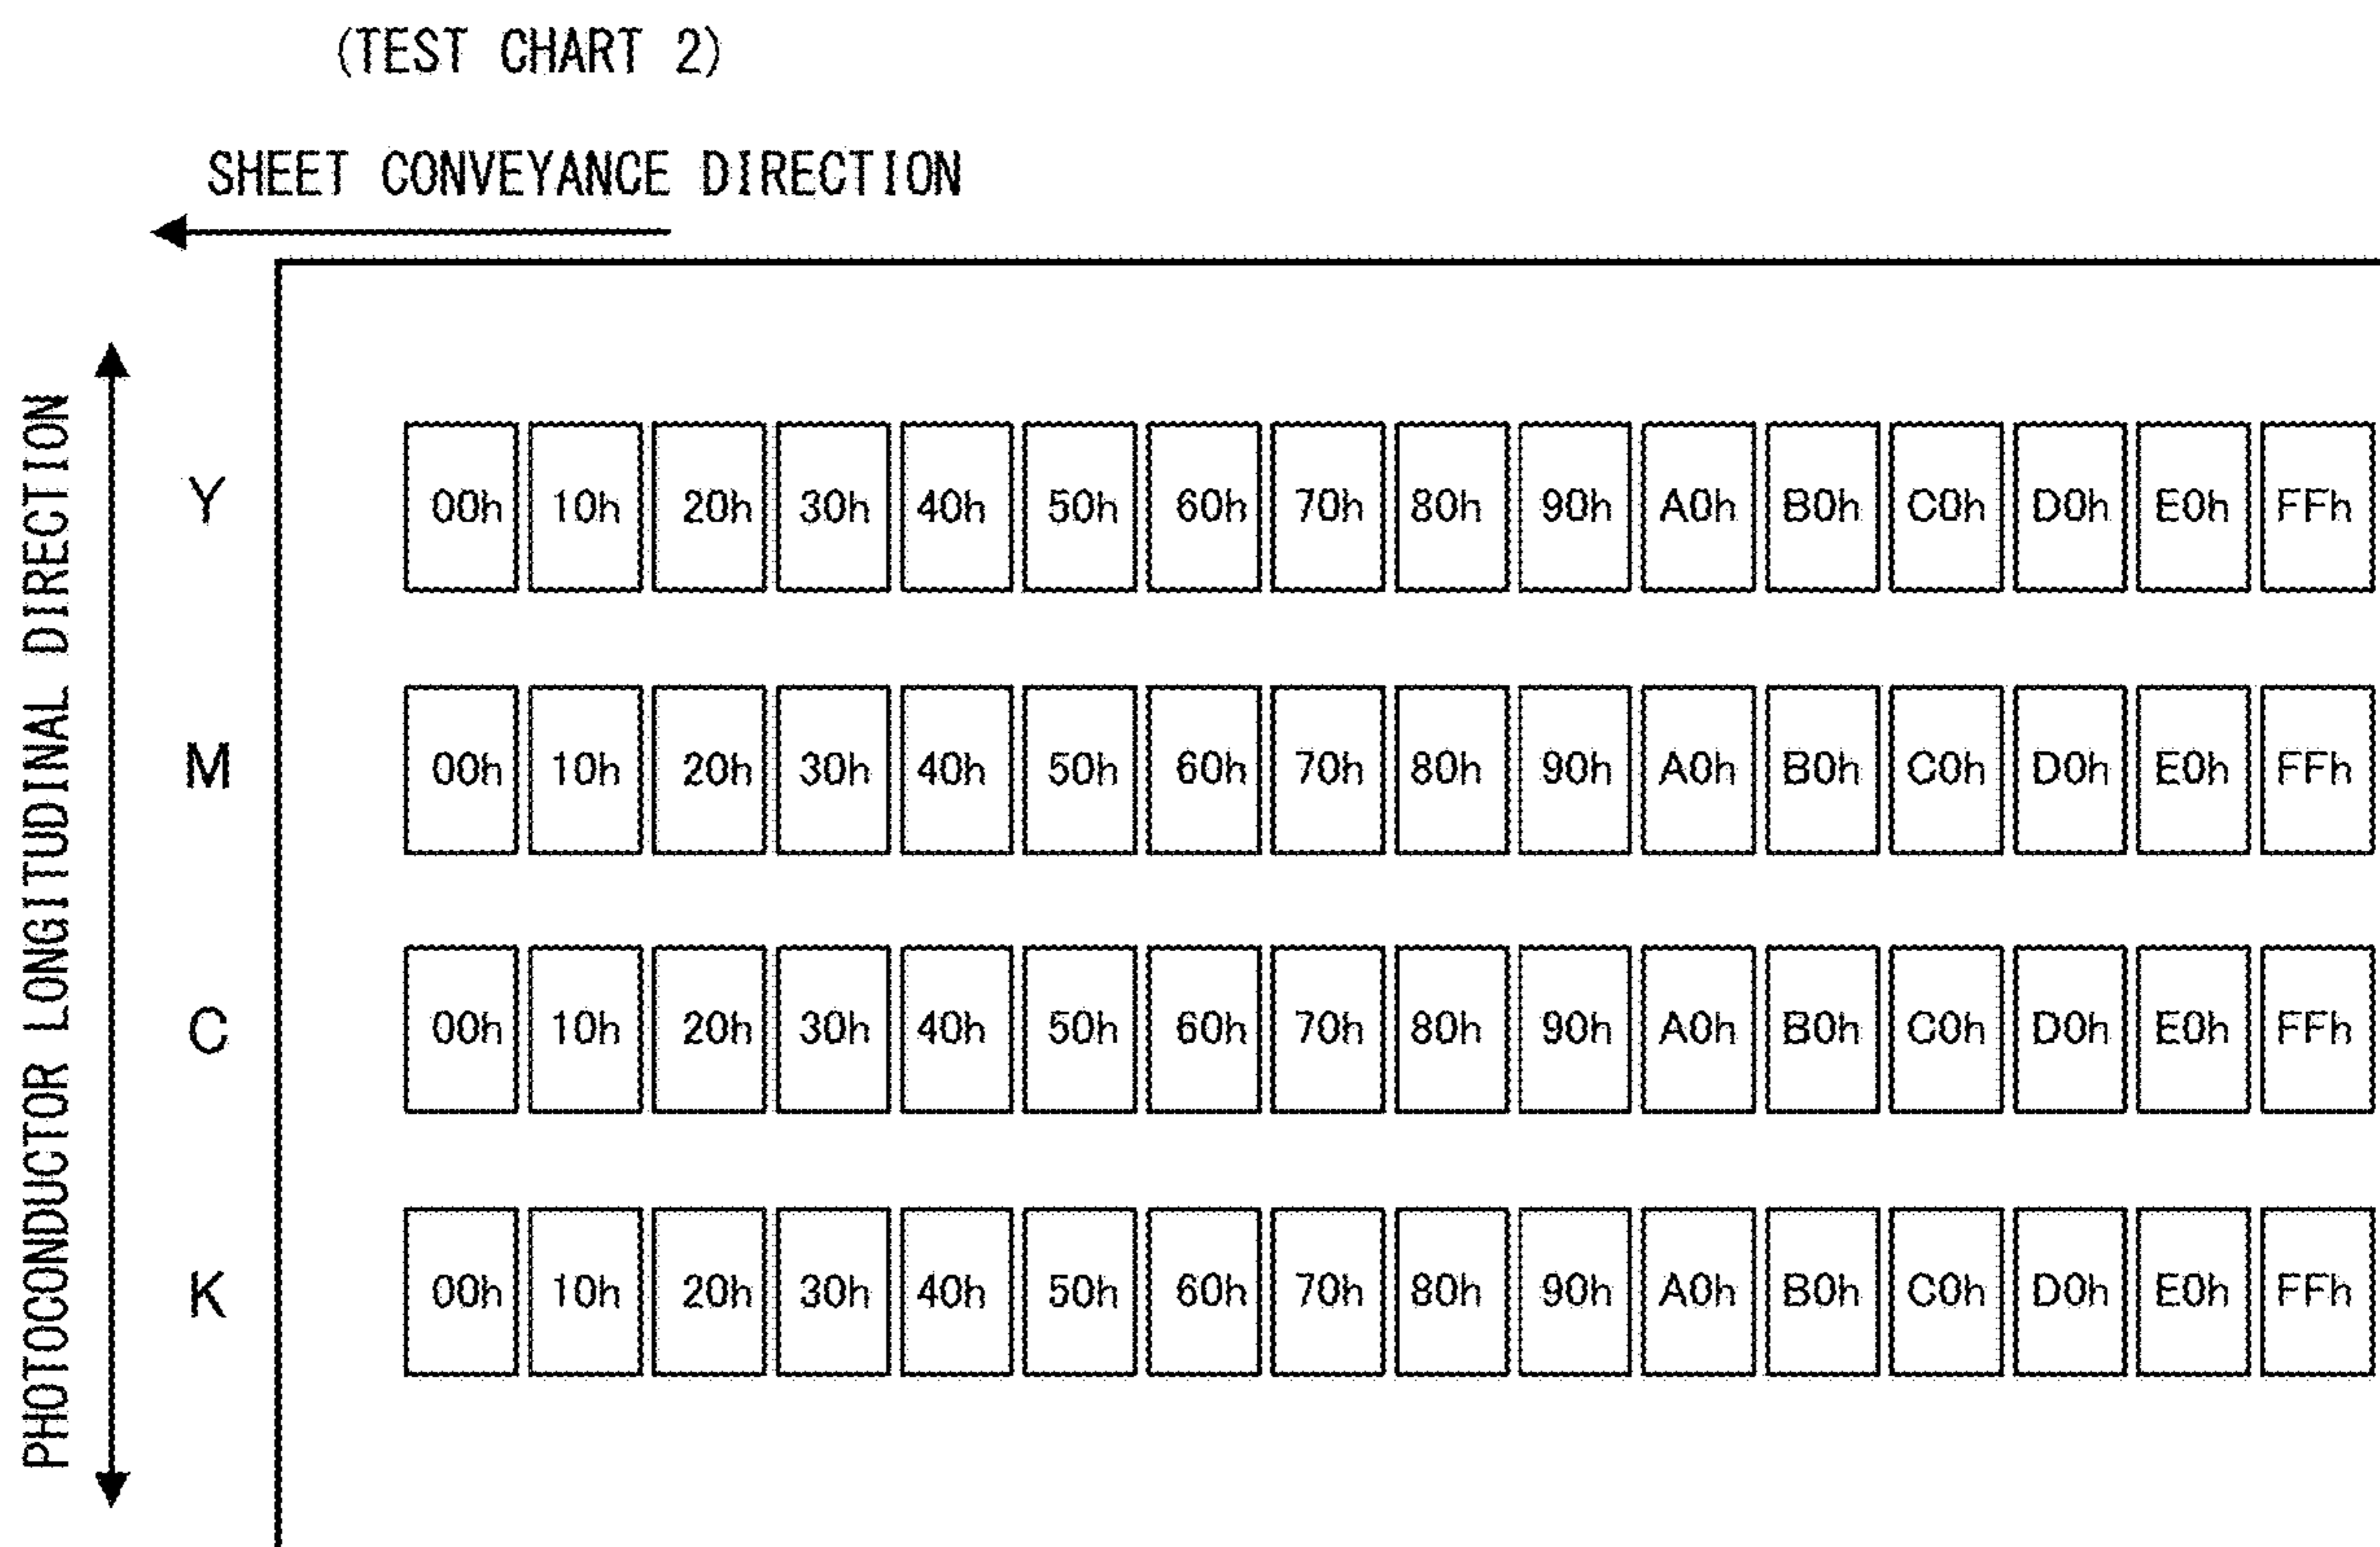 (TEST CHART 2)
SHEET CONVEYANCE DIRECTION
PHOTOCONDUCTOR LONGITUDINAL DIRECTION
Y 00h 10h 20h 30h 40h 50h 60h 70h 80h 90h A0h B0h C0h D0h E0h FFh
M 00h 10h 20h 30h 40h 50h 60h 70h 80h 90h A0h B0h C0h D0h E0h FFh
C 00h 10h 20h 30h 40h 50h 60h 70h 80h 90h A0h B0h C0h D0h E0h FFh
K 00h 10h 20h 30h 40h 50h 60h 70h 80h 90h A0h B0h C0h D0h E0h FFh